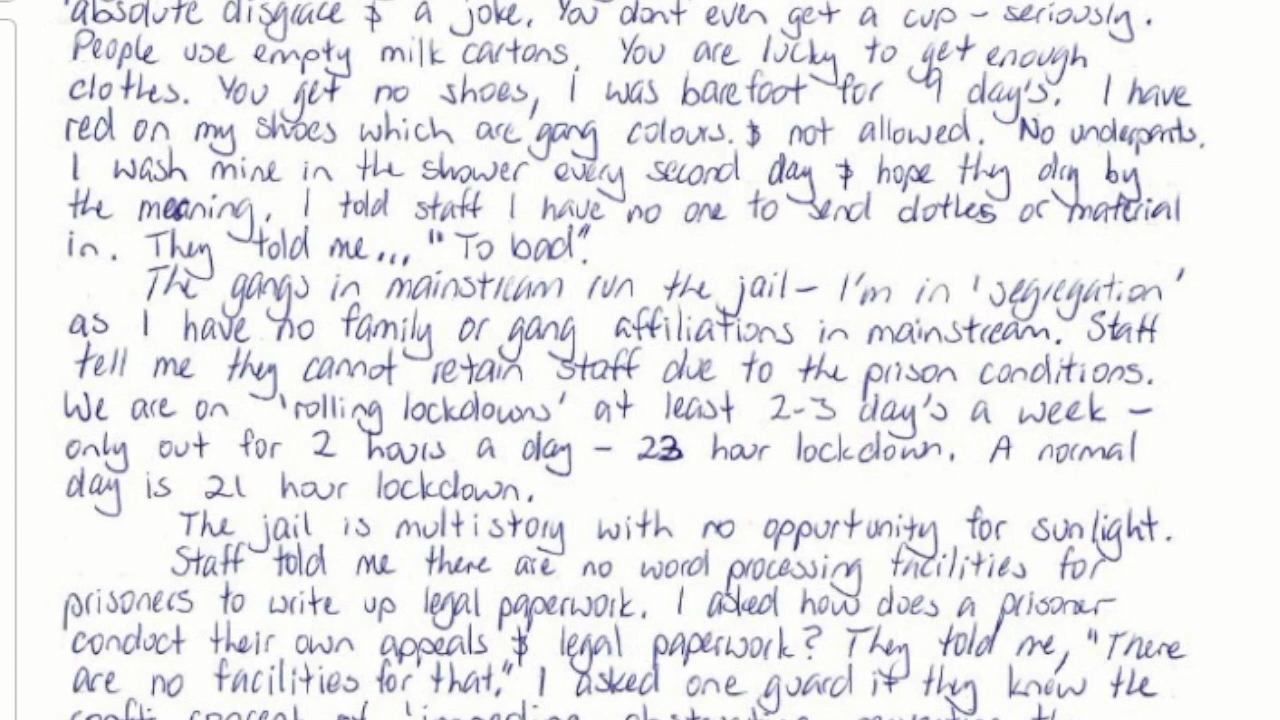 'absolute disgrace $ a joke. You dont even get a cup – seriously.
People use empty milk cartons. You are lucky to get enough
clothes. You get no shoes, I was barefoot for 9 day's. I have
red on my shoes which are gang colours. $ not allowed. No underpants.
I wash mine in the shower every second day $ hope they dry by
the meaning. I told staff I have no one to send clothes or material
in. They told me... "To bad".
The gangs in mainstream run the jail – I'm in 'segregation'
as I have no family or gang affiliations in mainstream. Staff
tell me they cannot retain staff due to the prison conditions.
We are on 'rolling lockdowns' at least 2-3 day's a week –
only out for 2 hours a day – 23 hour lockdown. A normal
day is 21 hour lockdown.
The jail is multistory with no oppurtunity for sunlight.
Staff told me there are no word processing facilities for
prisoners to write up legal paperwork. I asked how does a prisoner
conduct their own appeals $ legal paperwork? They told me, "There
are no facilities for that." I asked one guard if they know the
concept of